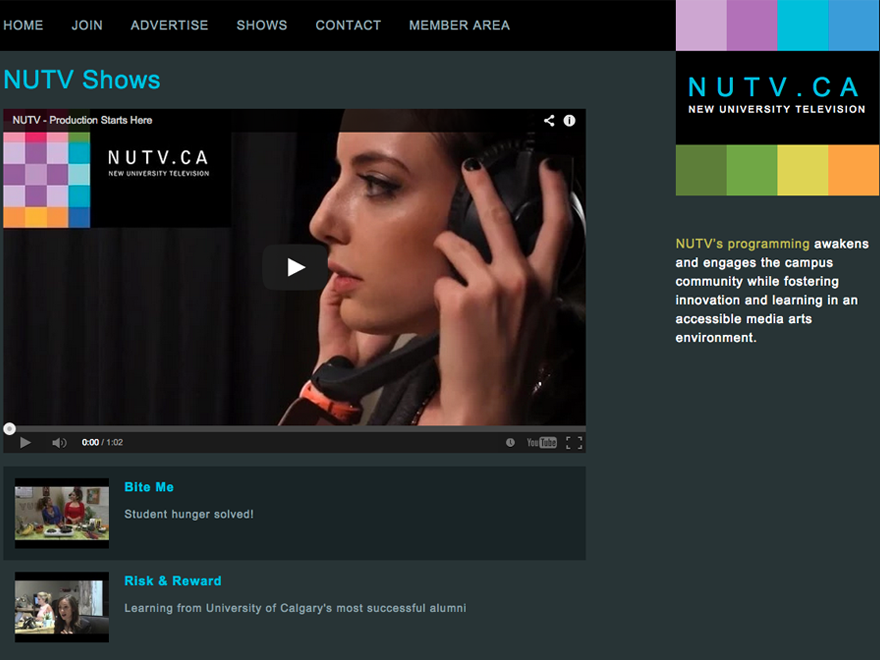 HOME JOIN ADVERTISE SHOWS CONTACT MEMBER AREA
NUTV.CA
NEW UNIVERSITY TELEVISION
NUTV Shows
NUTV - Production Starts Here
NUTV.CA
NEW UNIVERSITY TELEVISION
0:00 / 1:02
YouTube
Bite Me
Student hunger solved!
Risk & Reward
Learning from University of Calgary's most successful alumni
NUTV's programming awakens
and engages the campus
community while fostering
innovation and learning in an
accessible media arts
environment.